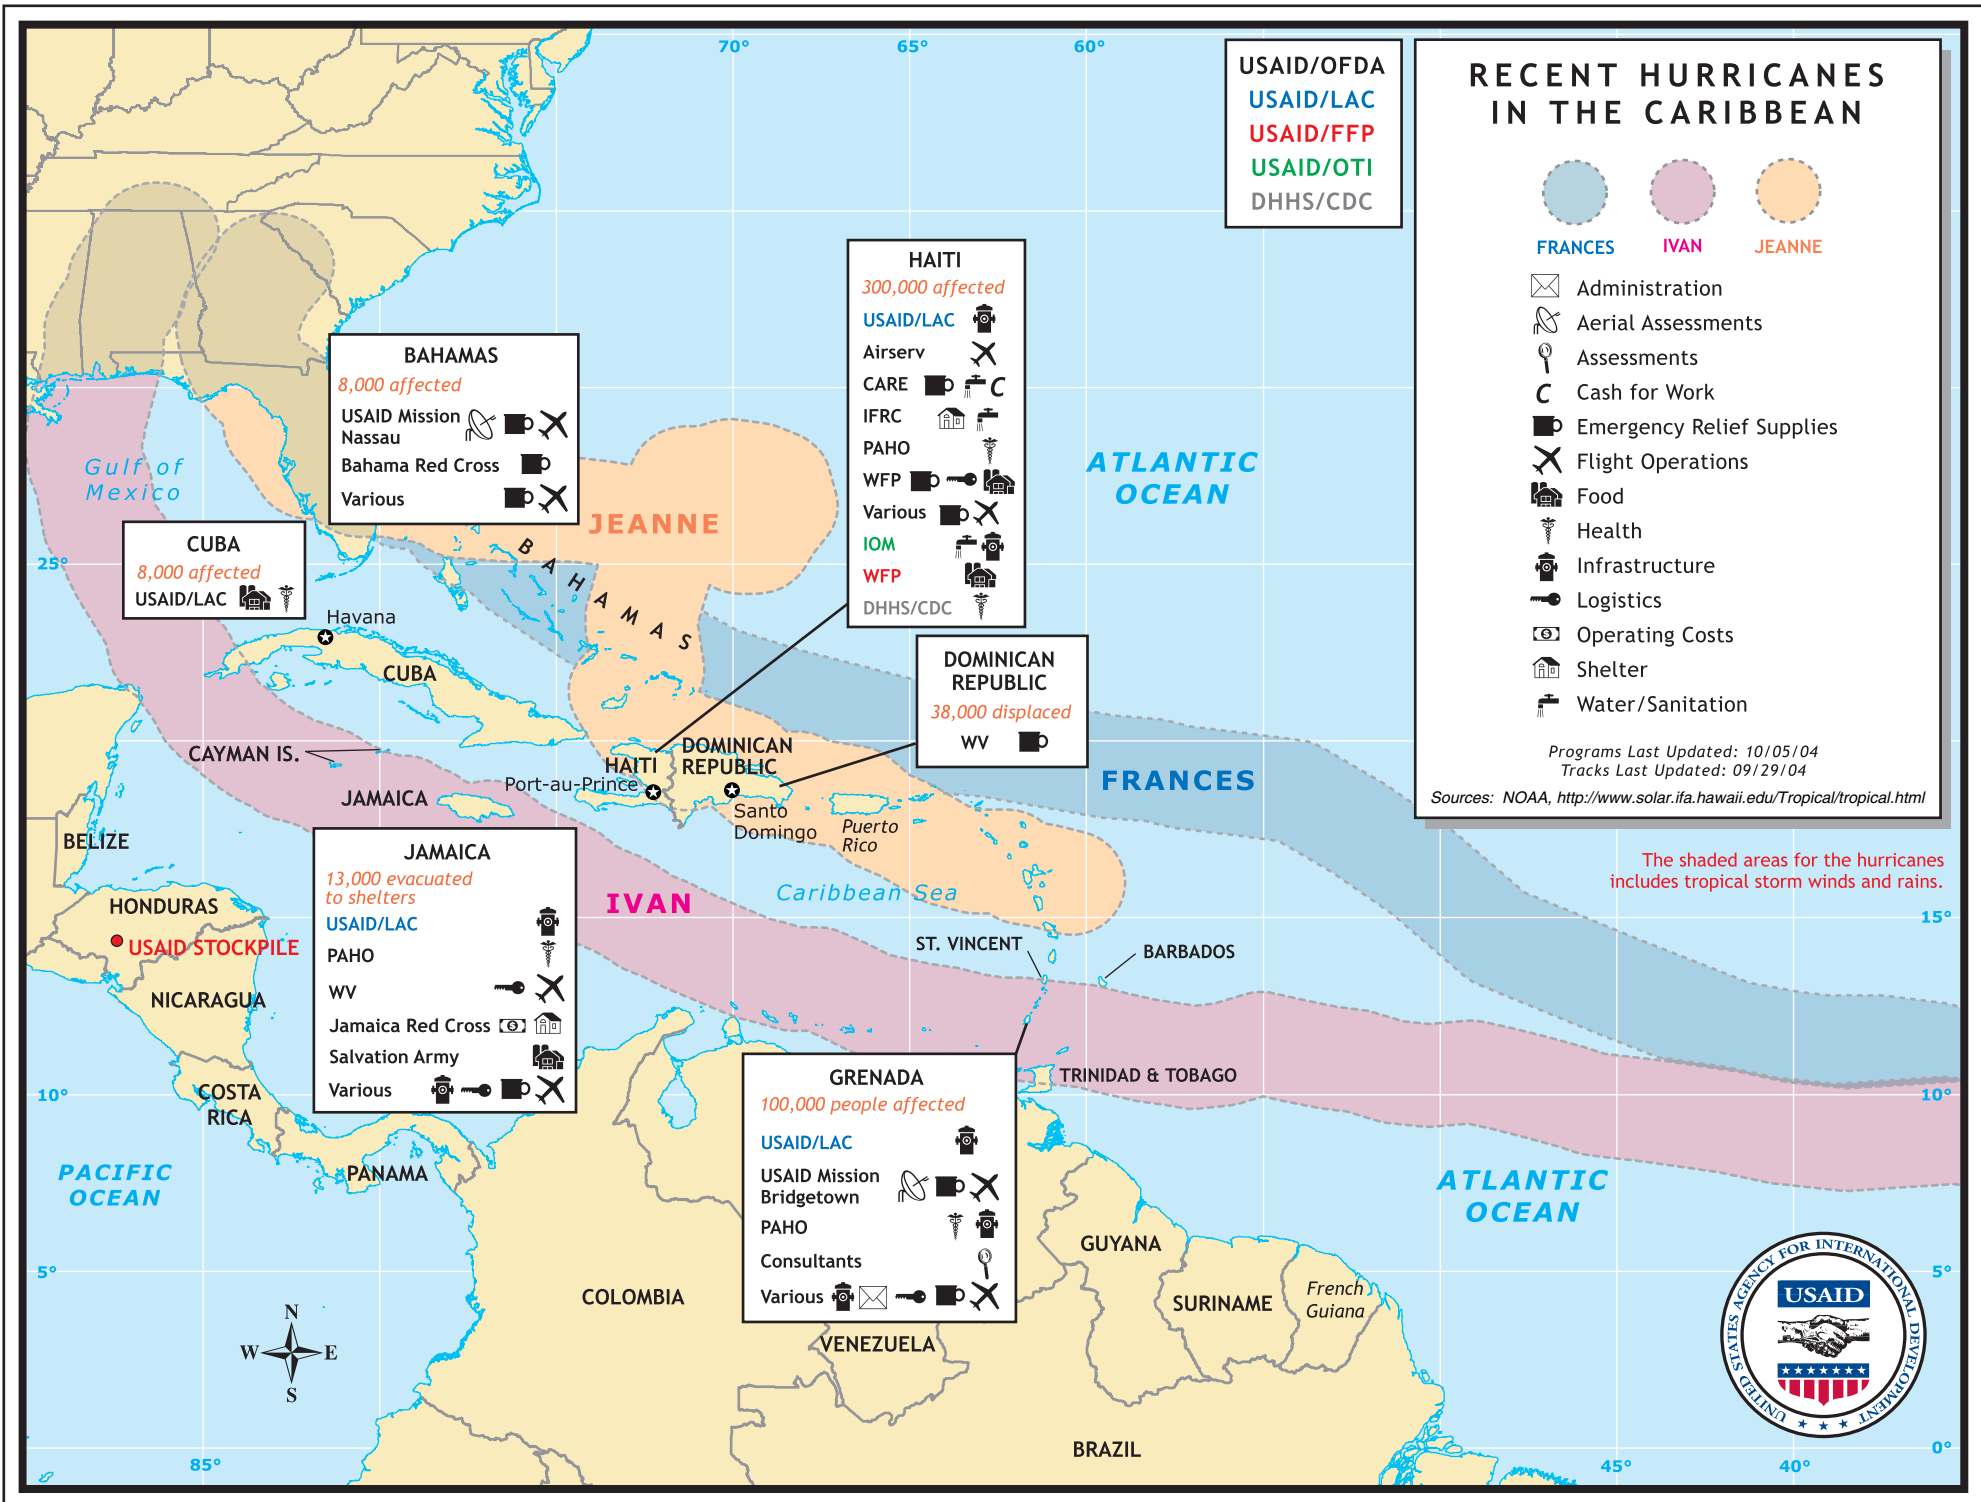 70°
65°
60°
USAID/OFDA
USAID/LAC
USAID/FFP
USAID/OTI
DHHS/CDC
RECENT HURRICANES
IN THE CARIBBEAN
FRANCES
IVAN
JEANNE
Administration
Aerial Assessments
Assessments
C Cash for Work
Emergency Relief Supplies
Flight Operations
Food
Health
Infrastructure
Logistics
$ Operating Costs
Shelter
Water/Sanitation
Programs Last Updated: 10/05/04
Tracks Last Updated: 09/29/04
Sources: NOAA, http://www.solar.ifa.hawaii.edu/Tropical/tropical.html
The shaded areas for the hurricanes
includes tropical storm winds and rains.
HAITI
300,000 affected
USAID/LAC
Airserv
CARE C
IFRC
PAHO
WFP
Various
IOM
WFP
DHHS/CDC
BAHAMAS
8,000 affected
USAID Mission
Nassau
Bahama Red Cross
Various
Gulf of
Mexico
JEANNE
ATLANTIC
OCEAN
BAHAMAS
CUBA
8,000 affected
USAID/LAC
25°
Havana
CUBA
DOMINICAN
REPUBLIC
38,000 displaced
WV
CAYMAN IS.
JAMAICA
HAITI
Port-au-Prince
DOMINICAN
REPUBLIC
Santo
Domingo
Puerto
Rico
FRANCES
BELIZE
JAMAICA
13,000 evacuated
to shelters
USAID/LAC
PAHO
WV
Jamaica Red Cross $
Salvation Army
Various
IVAN
Caribbean Sea
HONDURAS
USAID STOCKPILE
NICARAGUA
ST. VINCENT
BARBADOS
15°
COSTA
RICA
10°
PANAMA
GRENADA
100,000 people affected
USAID/LAC
USAID Mission
Bridgetown
PAHO
Consultants
Various
TRINIDAD & TOBAGO
10°
PACIFIC
OCEAN
ATLANTIC
OCEAN
5°
GUYANA
SURINAME
French
Guiana
COLOMBIA
VENEZUELA
BRAZIL
N
W E
S
5°
UNITED STATES AGENCY FOR INTERNATIONAL DEVELOPMENT
USAID
0°
85°
45°
40°